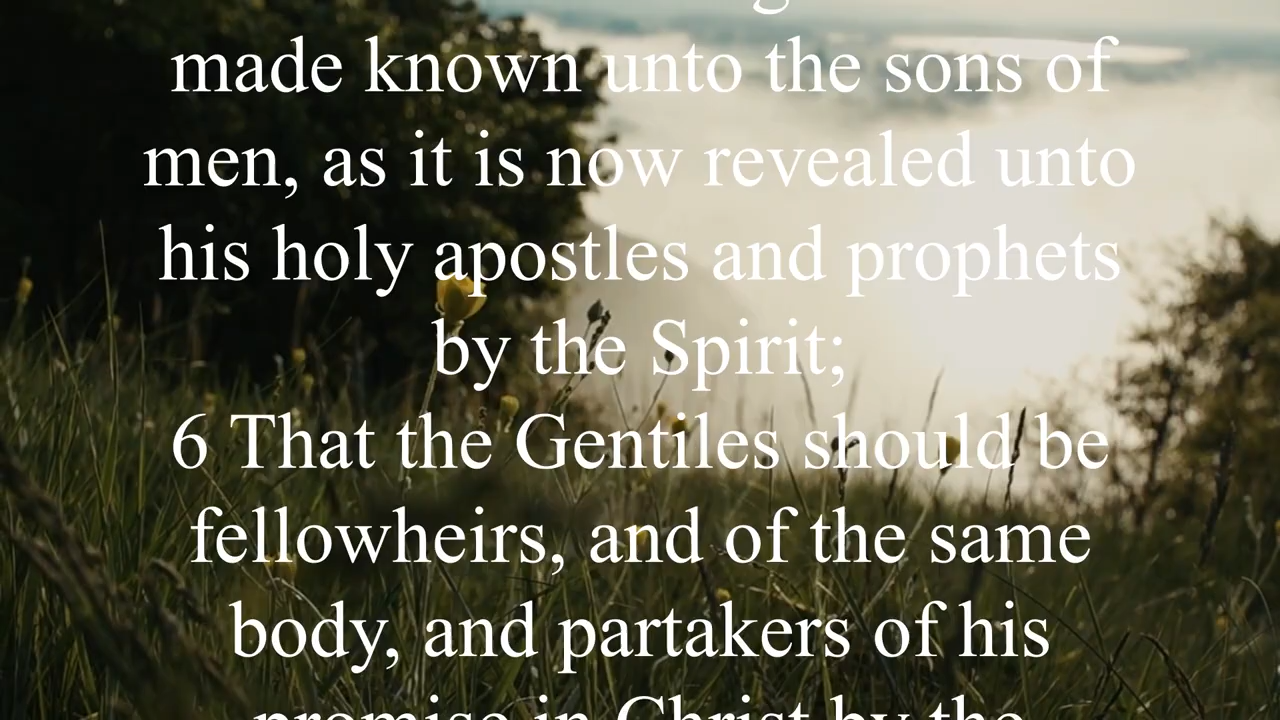 made known unto the sons of
men, as it is now revealed unto
his holy apostles and prophets
by the Spirit;
6 That the Gentiles should be
fellowheirs, and of the same
body, and partakers of his
promise in Christ by the